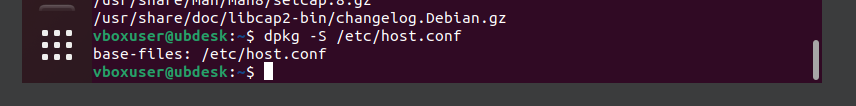 /usr/share/man/man8/setcap.8.gz
/usr/share/doc/libcap2-bin/changelog.Debian.gz
vboxuser@ubdesk:~$ dpkg -S /etc/host.conf
base-files: /etc/host.conf
vboxuser@ubdesk:~$